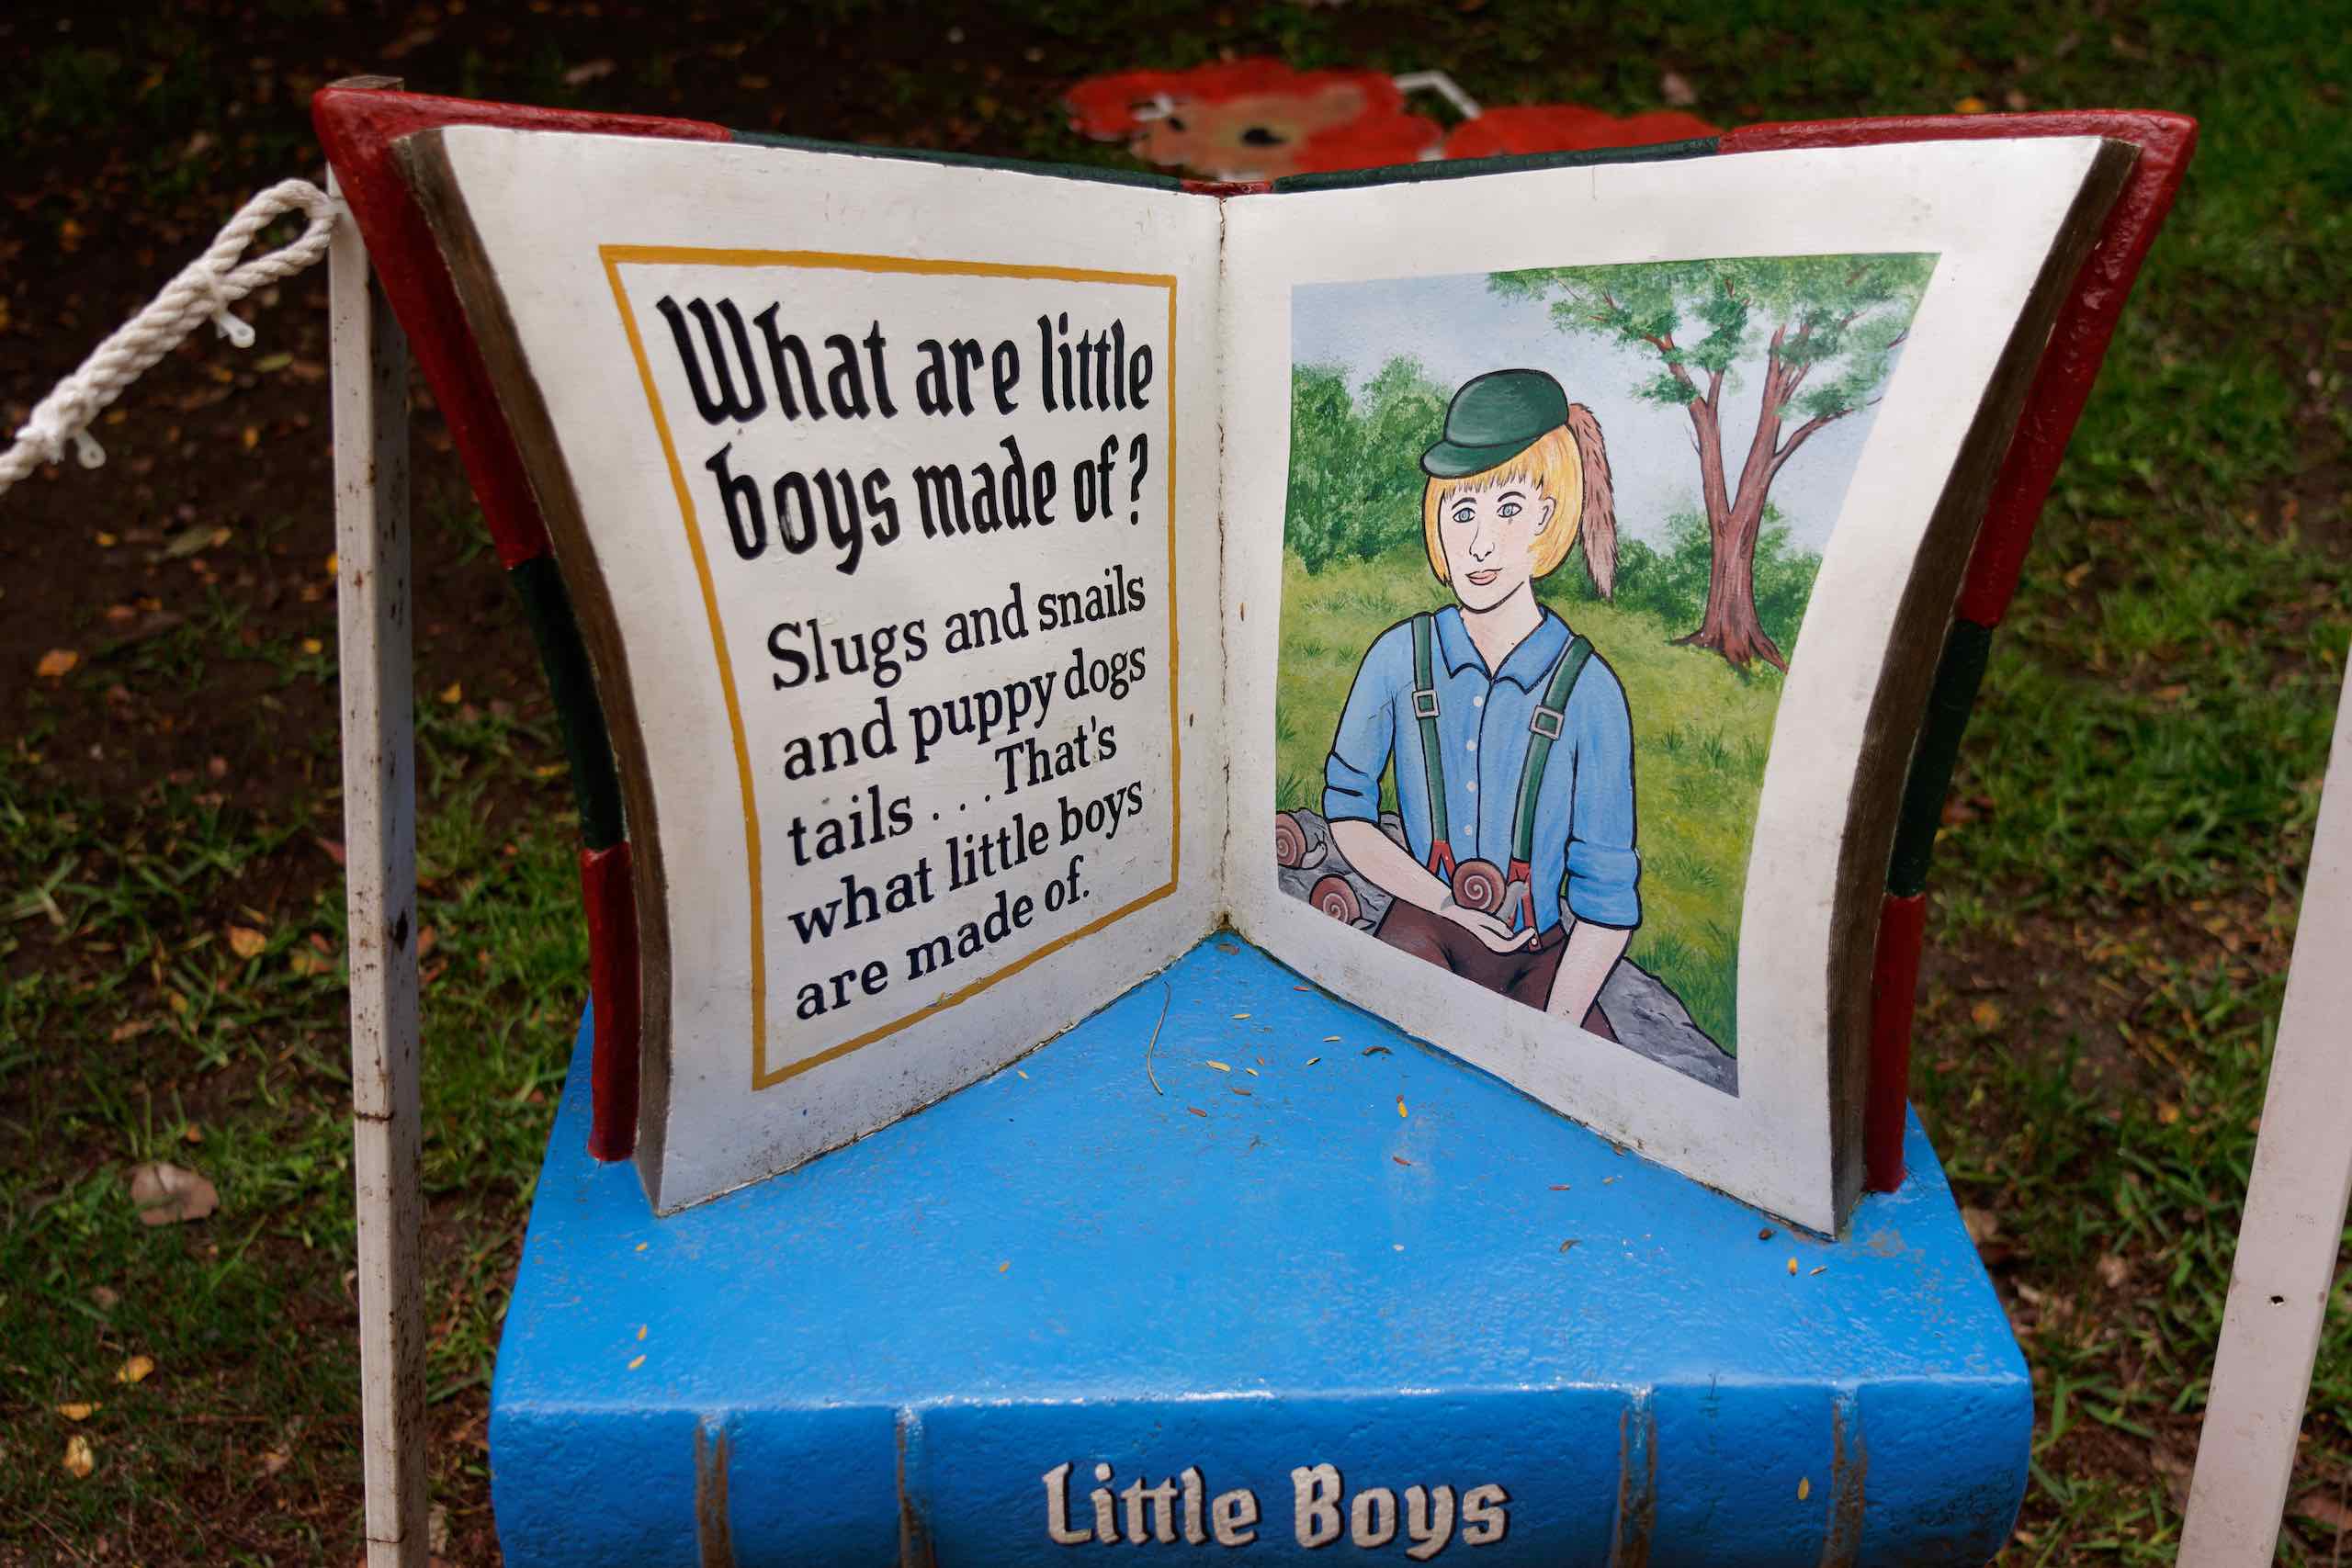 What are little
boys made of?
Slugs and snails
and puppy dogs
tails...That's
what little boys
are made of.
Little Boys